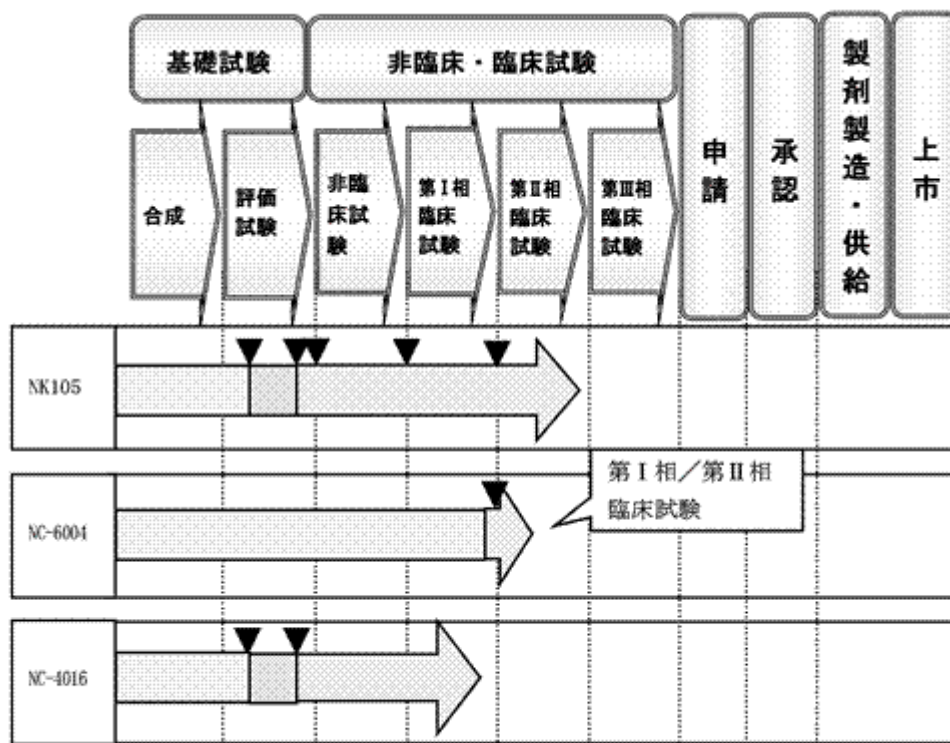 基礎試験
非臨床・臨床試験
合成
評価
試験
非臨
床試
験
第Ⅰ相
臨床
試験
第Ⅱ相
臨床
試験
第Ⅲ相
臨床
試験
申請
承認
製剤製造・供給
上市
NK105
NC-6004
第Ⅰ相／第Ⅱ相
臨床試験
NC-4016